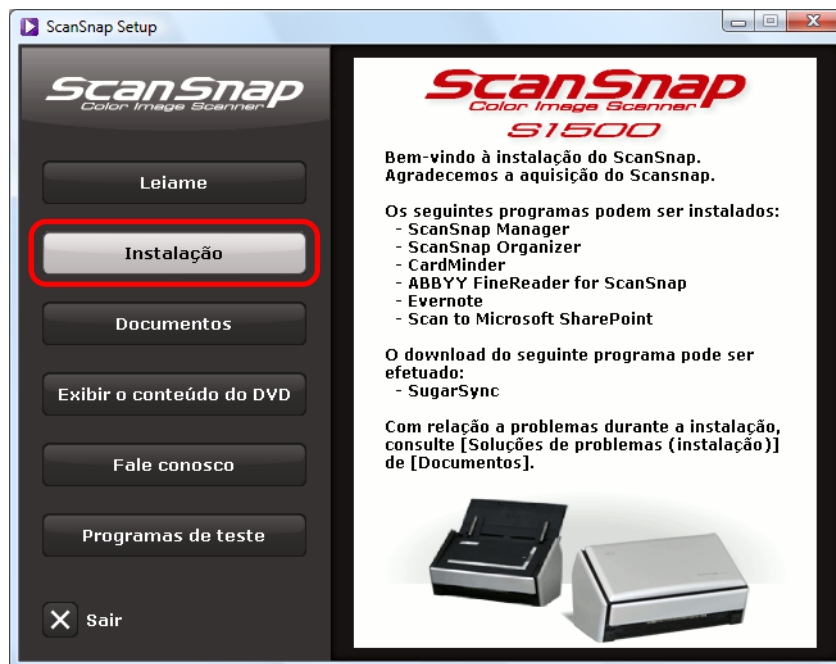 ScanSnap Setup
ScanSnap
Color Image Scanner
Leiame
Instalação
Documentos
Exibir o conteúdo do DVD
Fale conosco
Programas de teste
Sair
ScanSnap
Color Image Scanner
S1500
Bem-vindo à instalação do ScanSnap.
Agradecemos a aquisição do Scansnap.
Os seguintes programas podem ser instalados:
- ScanSnap Manager
- ScanSnap Organizer
- CardMinder
- ABBYY FineReader for ScanSnap
- Evernote
- Scan to Microsoft SharePoint
O download do seguinte programa pode ser
efetuado:
- SugarSync
Com relação a problemas durante a instalação,
consulte [Soluções de problemas (instalação)]
de [Documentos].